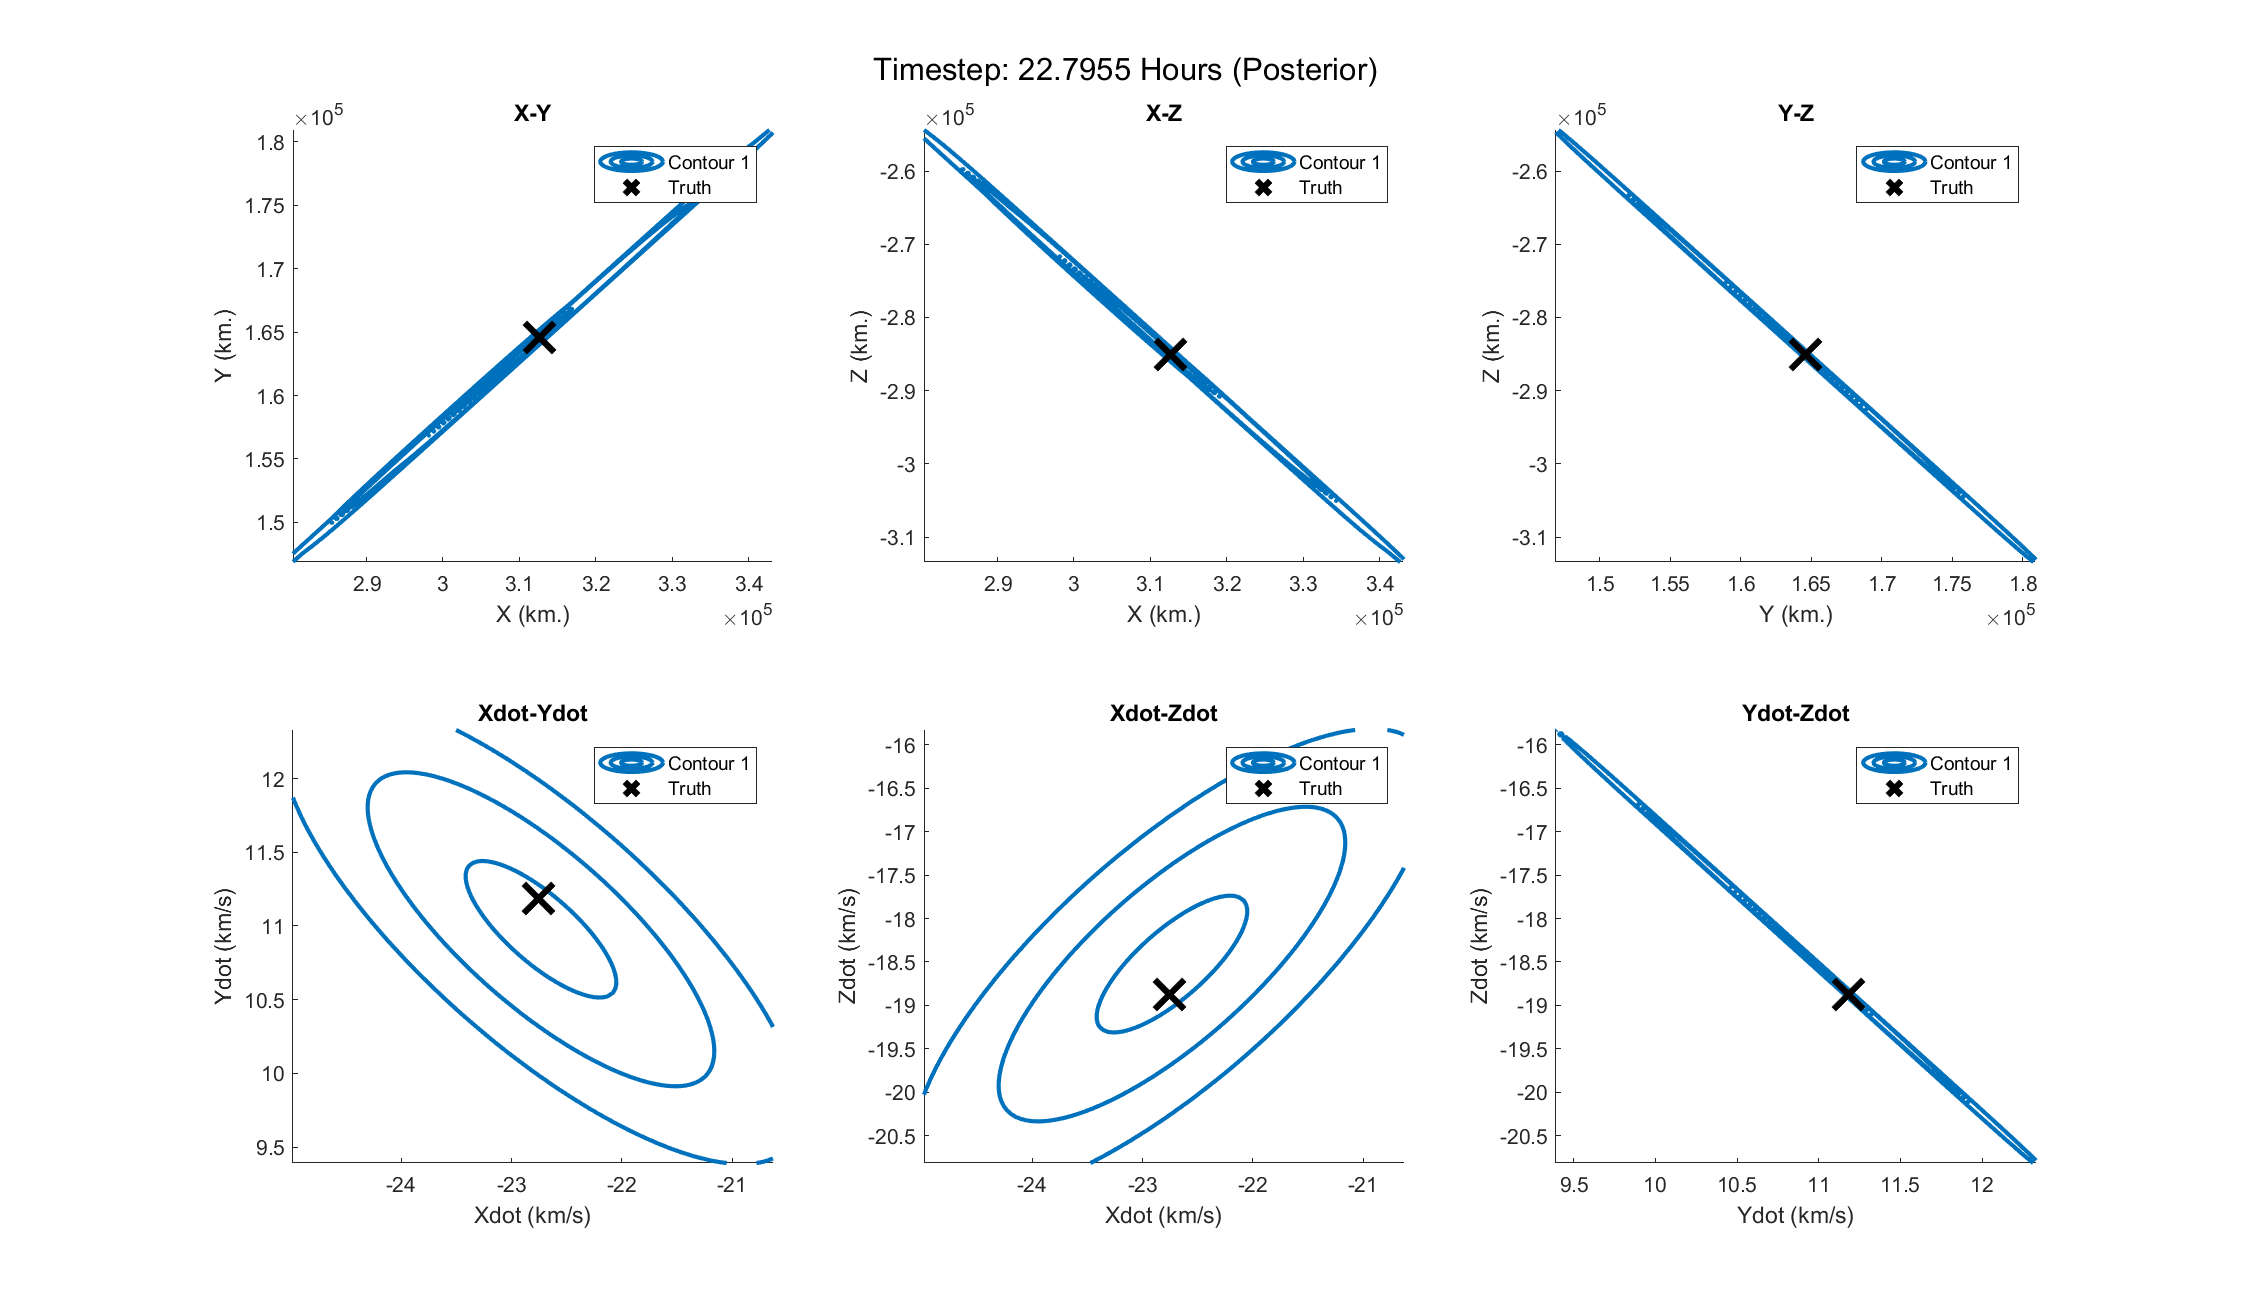 Timestep: 22.7955 Hours (Posterior)
X-Y
×10^5
1.8
1.75
1.7
1.65
1.6
1.55
1.5
Y (km.)
2.9 3 3.1 3.2 3.3 3.4
X (km.)
×10^5
Contour 1
Truth
X-Z
×10^5
-2.6
-2.7
-2.8
-2.9
-3
-3.1
Z (km.)
2.9 3 3.1 3.2 3.3 3.4
X (km.)
×10^5
Contour 1
Truth
Y-Z
×10^5
-2.6
-2.7
-2.8
-2.9
-3
-3.1
Z (km.)
1.5 1.55 1.6 1.65 1.7 1.75 1.8
Y (km.)
×10^5
Contour 1
Truth
Xdot-Ydot
12
11.5
11
10.5
10
9.5
Ydot (km/s)
-24 -23 -22 -21
Xdot (km/s)
Contour 1
Truth
Xdot-Zdot
-16
-16.5
-17
-17.5
-18
-18.5
-19
-19.5
-20
-20.5
Zdot (km/s)
-24 -23 -22 -21
Xdot (km/s)
Contour 1
Truth
Ydot-Zdot
-16
-16.5
-17
-17.5
-18
-18.5
-19
-19.5
-20
-20.5
Zdot (km/s)
9.5 10 10.5 11 11.5 12
Ydot (km/s)
Contour 1
Truth